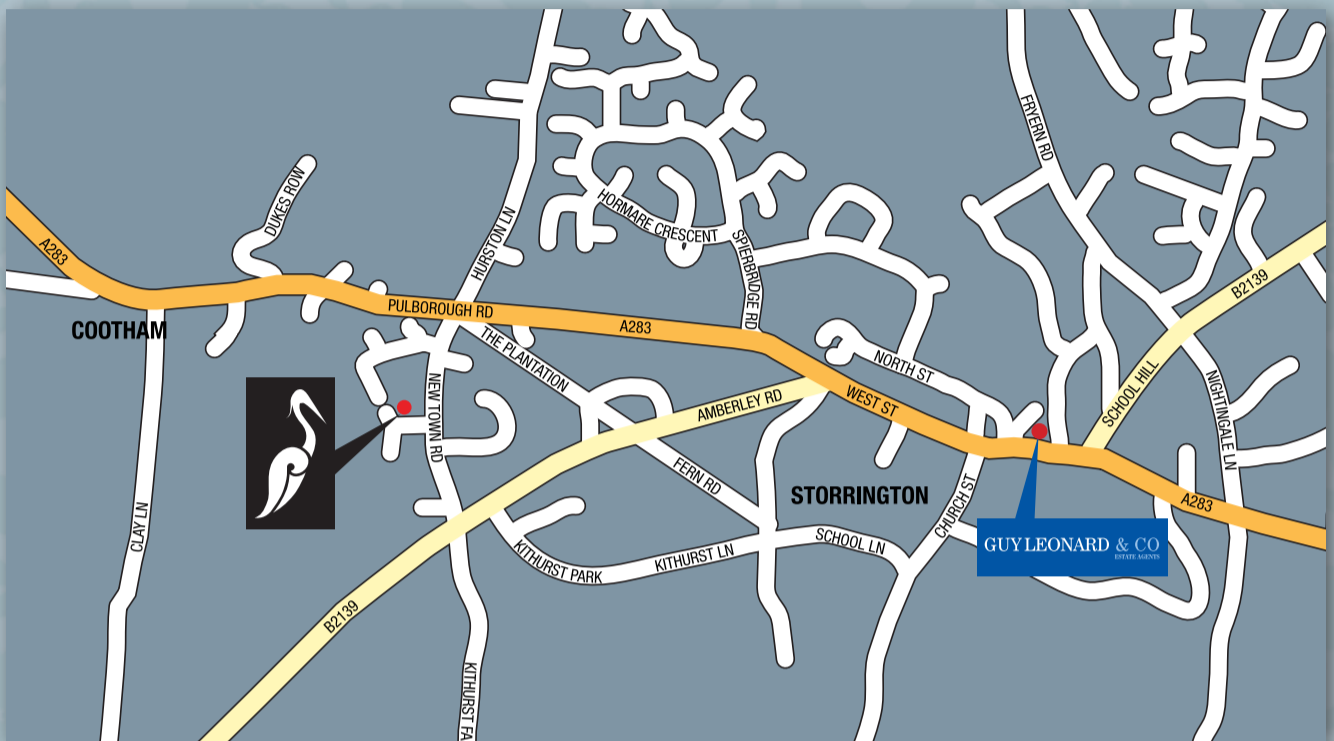 FRYERN RD
DUKES ROW
HORMARE CRESCENT
HURSTON LN
SPIERBRIDGE RD
A283
B2139
PULBOROUGH RD
COOTHAM
A283
THE PLANTATION
NORTH ST
NEW TOWN RD
AMBERLEY RD
WEST ST
SCHOOL HILL
NIGHTINGALE LN
FERN RD
STORRINGTON
A283
CHURCH ST
CLAY LN
SCHOOL LN
GUY LEONARD & CO
ESTATE AGENTS
KITHURST PARK
KITHURST LN
B2139
KITHURST FA